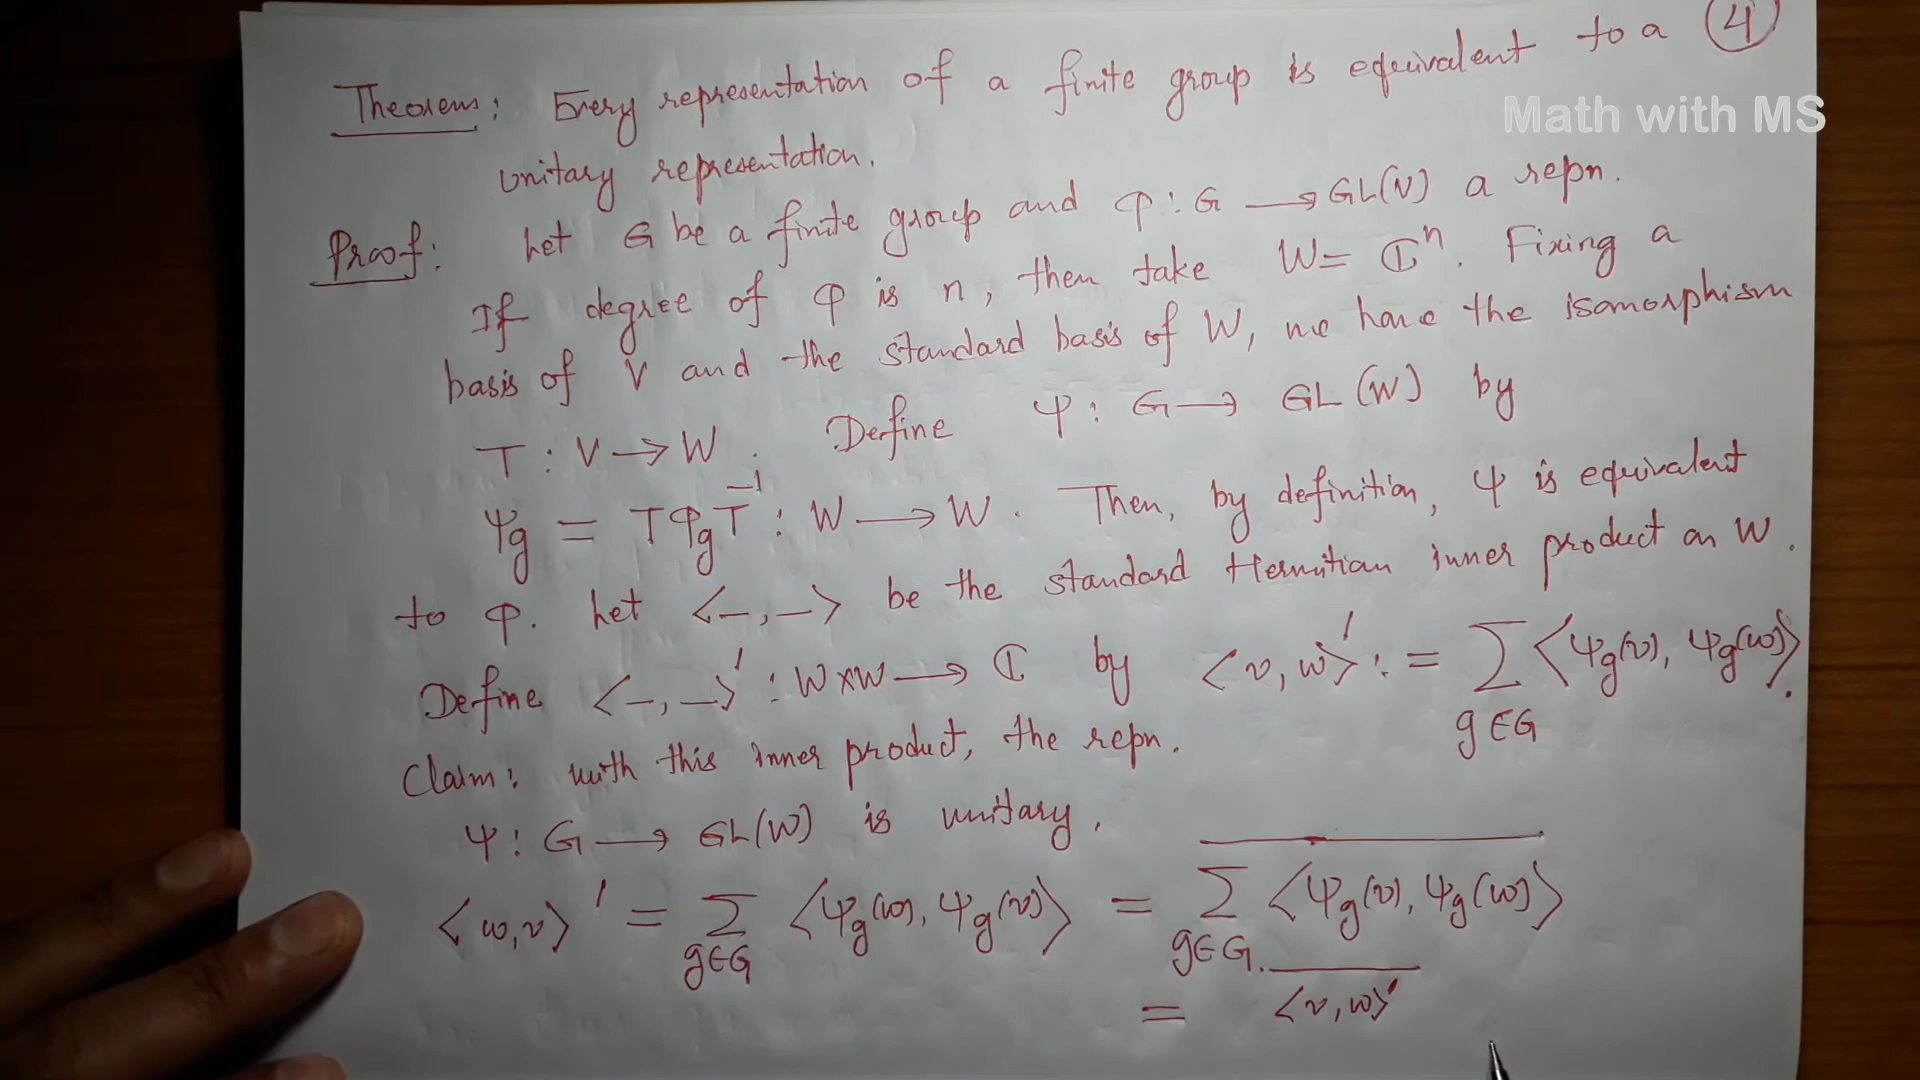 Theorem: Every representation of a finite group is equivalent to a ④
Math with MS
unitary representation.
Proof: Let G be a finite group and φ : G ⟶ GL(V) a repn.
If degree of φ is n, then take W = ℂⁿ. Fixing a
basis of V and the standard basis of W, we have the isomorphism
T : V → W . Define ψ : G → GL(W) by
ψg = Tφg T⁻¹ : W ⟶ W . Then, by definition, ψ is equivalent
to φ. Let <–,–> be the standard Hermitian inner product on W.
Define <–,–>' : W×W ⟶ ℂ by <v,w>' := Σ <ψg(v), ψg(w)>.
g∈G
Claim: with this inner product, the repn.
ψ : G ⟶ GL(W) is unitary.
<w,v>' = Σ <ψg(w), ψg(v)> = \overline{Σ <ψg(v), ψg(w)>}
g∈G g∈G.
= \overline{<v,w>'}